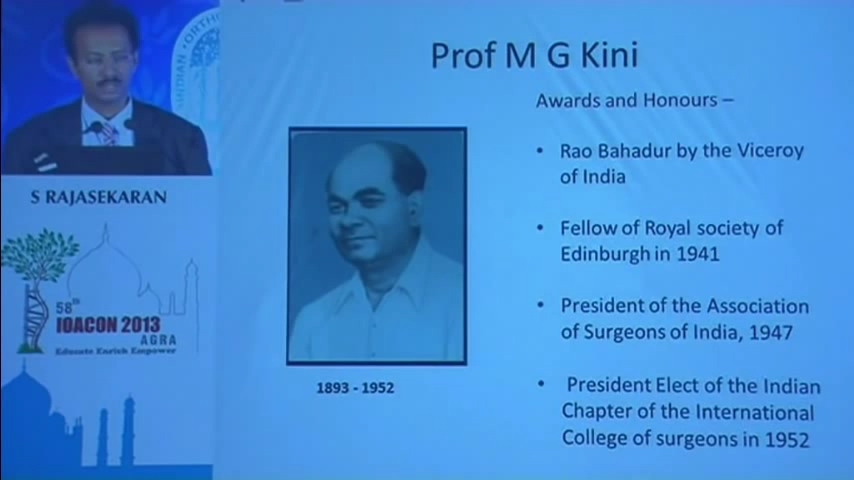 Prof M G Kini
Awards and Honours –
• Rao Bahadur by the Viceroy
of India
• Fellow of Royal society of
Edinburgh in 1941
• President of the Association
of Surgeons of India, 1947
• President Elect of the Indian
Chapter of the International
College of surgeons in 1952
1893 - 1952
INDIAN ORTHO
S RAJASEKARAN
58th
IOACON 2013
AGRA
Educate Enrich Empower